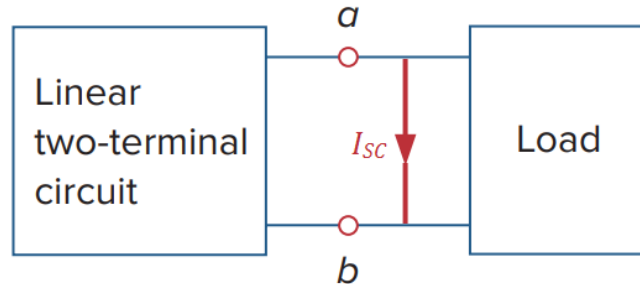 a
Linear
two-terminal
circuit
I_SC
Load
b